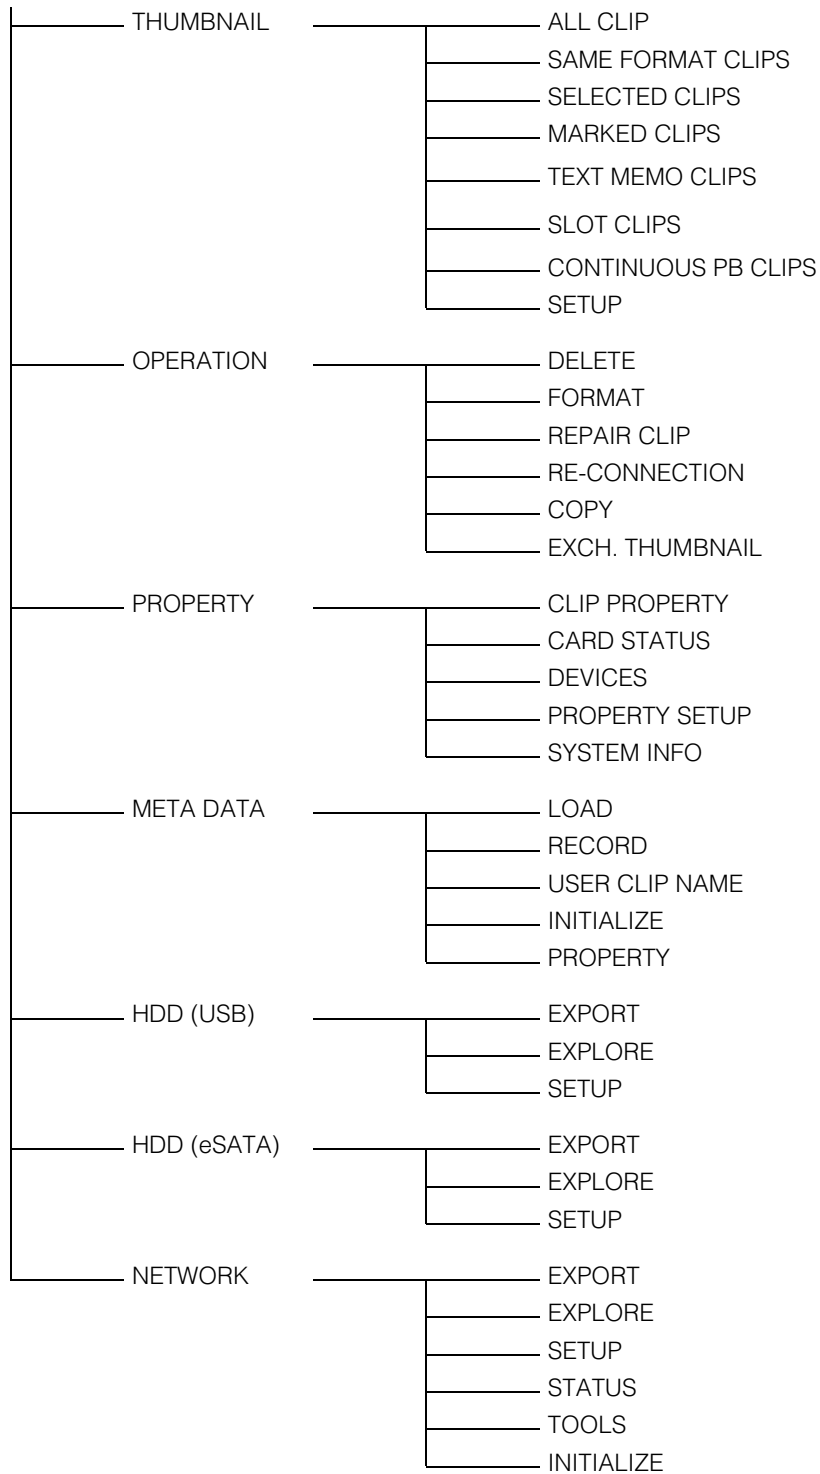 THUMBNAIL ALL CLIP
SAME FORMAT CLIPS
SELECTED CLIPS
MARKED CLIPS
TEXT MEMO CLIPS
SLOT CLIPS
CONTINUOUS PB CLIPS
SETUP
OPERATION DELETE
FORMAT
REPAIR CLIP
RE-CONNECTION
COPY
EXCH. THUMBNAIL
PROPERTY CLIP PROPERTY
CARD STATUS
DEVICES
PROPERTY SETUP
SYSTEM INFO
META DATA LOAD
RECORD
USER CLIP NAME
INITIALIZE
PROPERTY
HDD (USB) EXPORT
EXPLORE
SETUP
HDD (eSATA) EXPORT
EXPLORE
SETUP
NETWORK EXPORT
EXPLORE
SETUP
STATUS
TOOLS
INITIALIZE